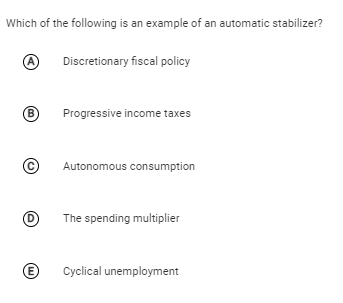 Which of the following is an example of an automatic stabilizer?
A Discretionary fiscal policy
B Progressive income taxes
C Autonomous consumption
D The spending multiplier
E Cyclical unemployment